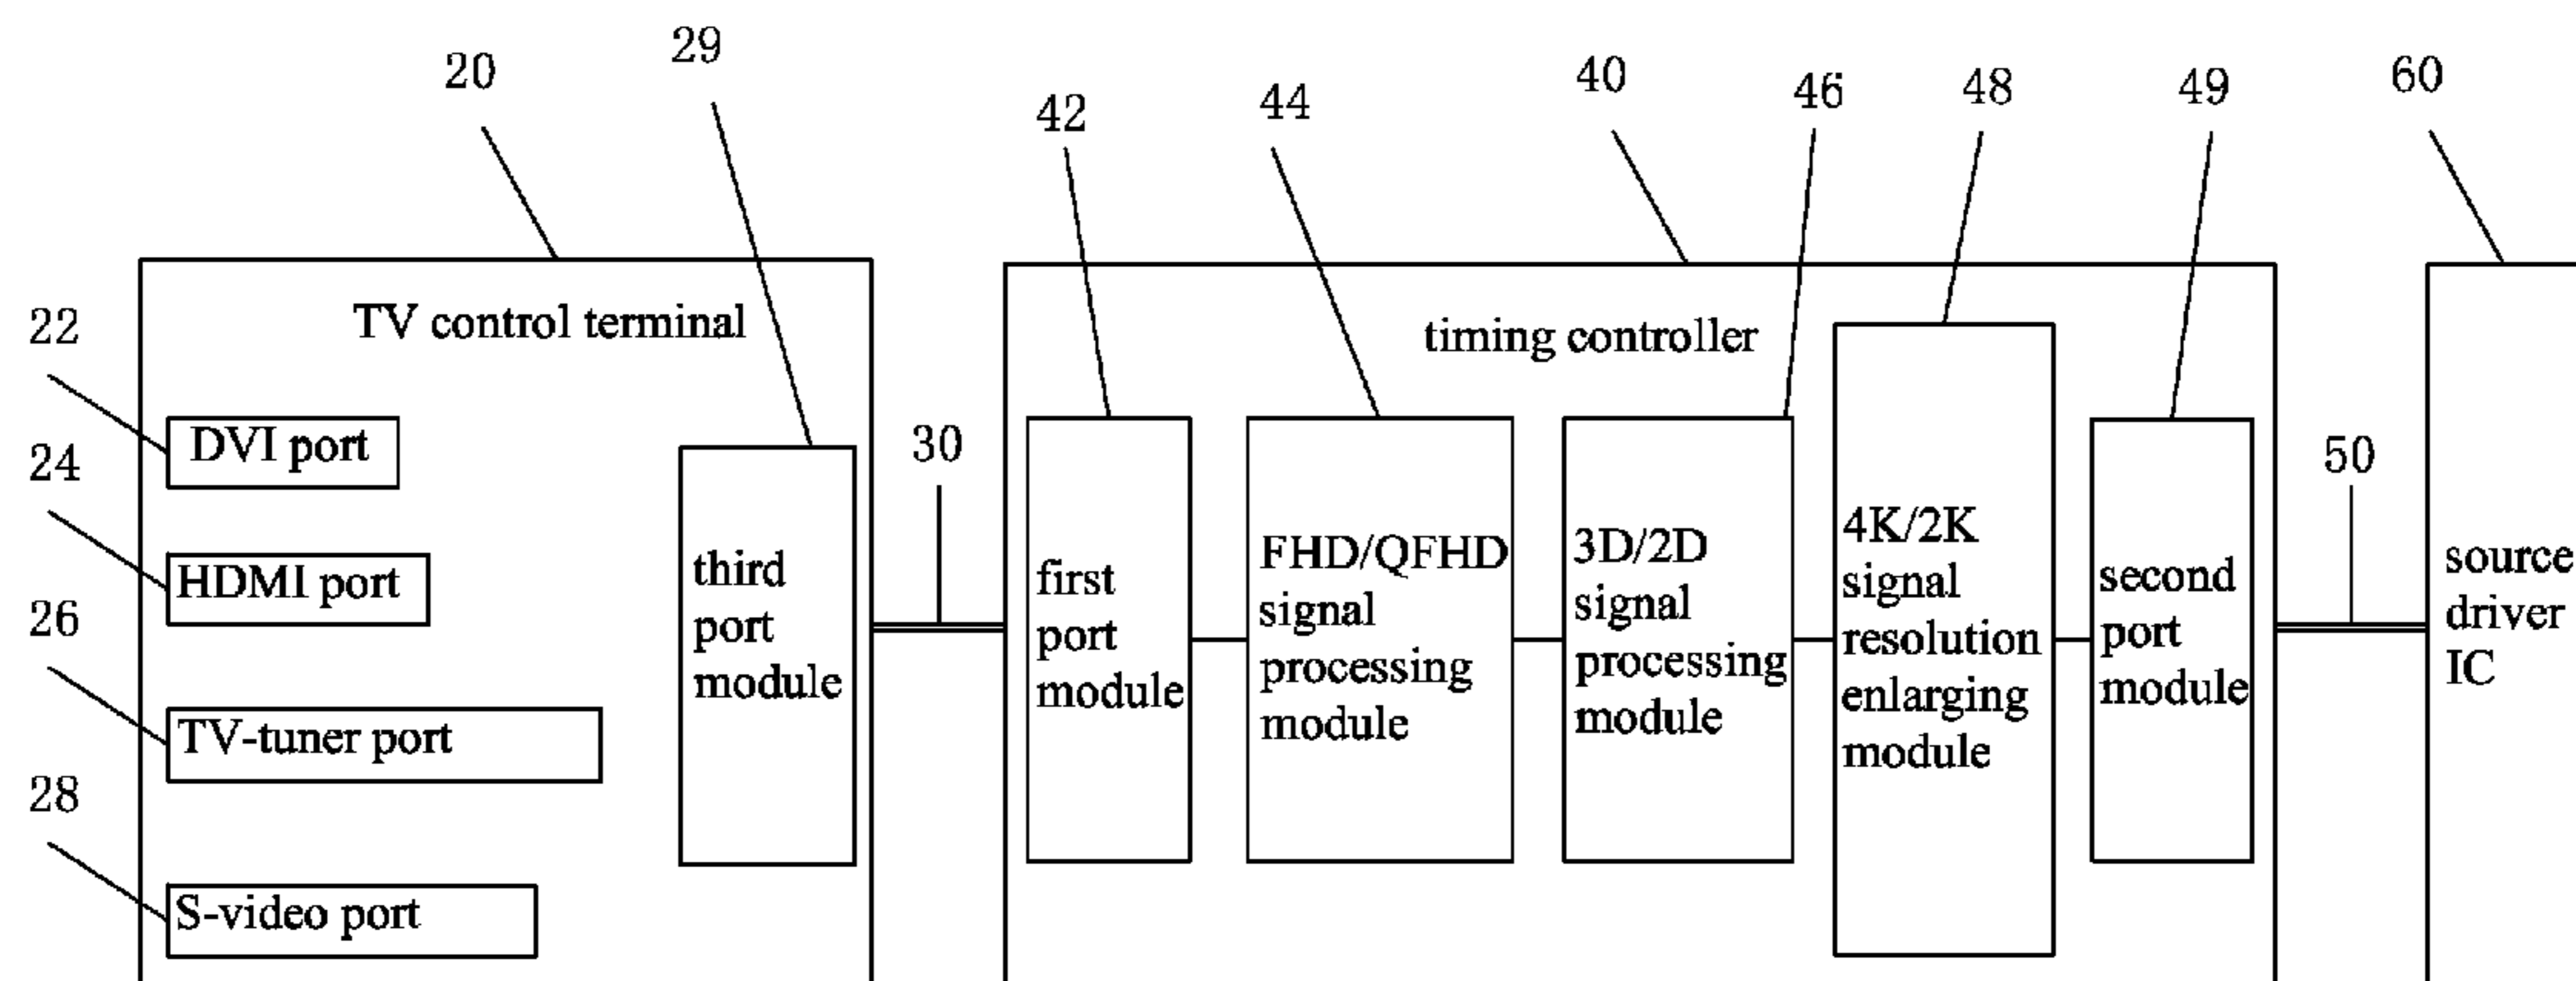 20
29
42
44
40
46
48
49
60
TV control terminal
22
DVI port
24
HDMI port
26
TV-tuner port
28
S-video port
third
port
module
30
timing controller
first
port
module
FHD/QFHD
signal
processing
module
3D/2D
signal
processing
module
4K/2K
signal
resolution
enlarging
module
second
port
module
50
source
driver
IC